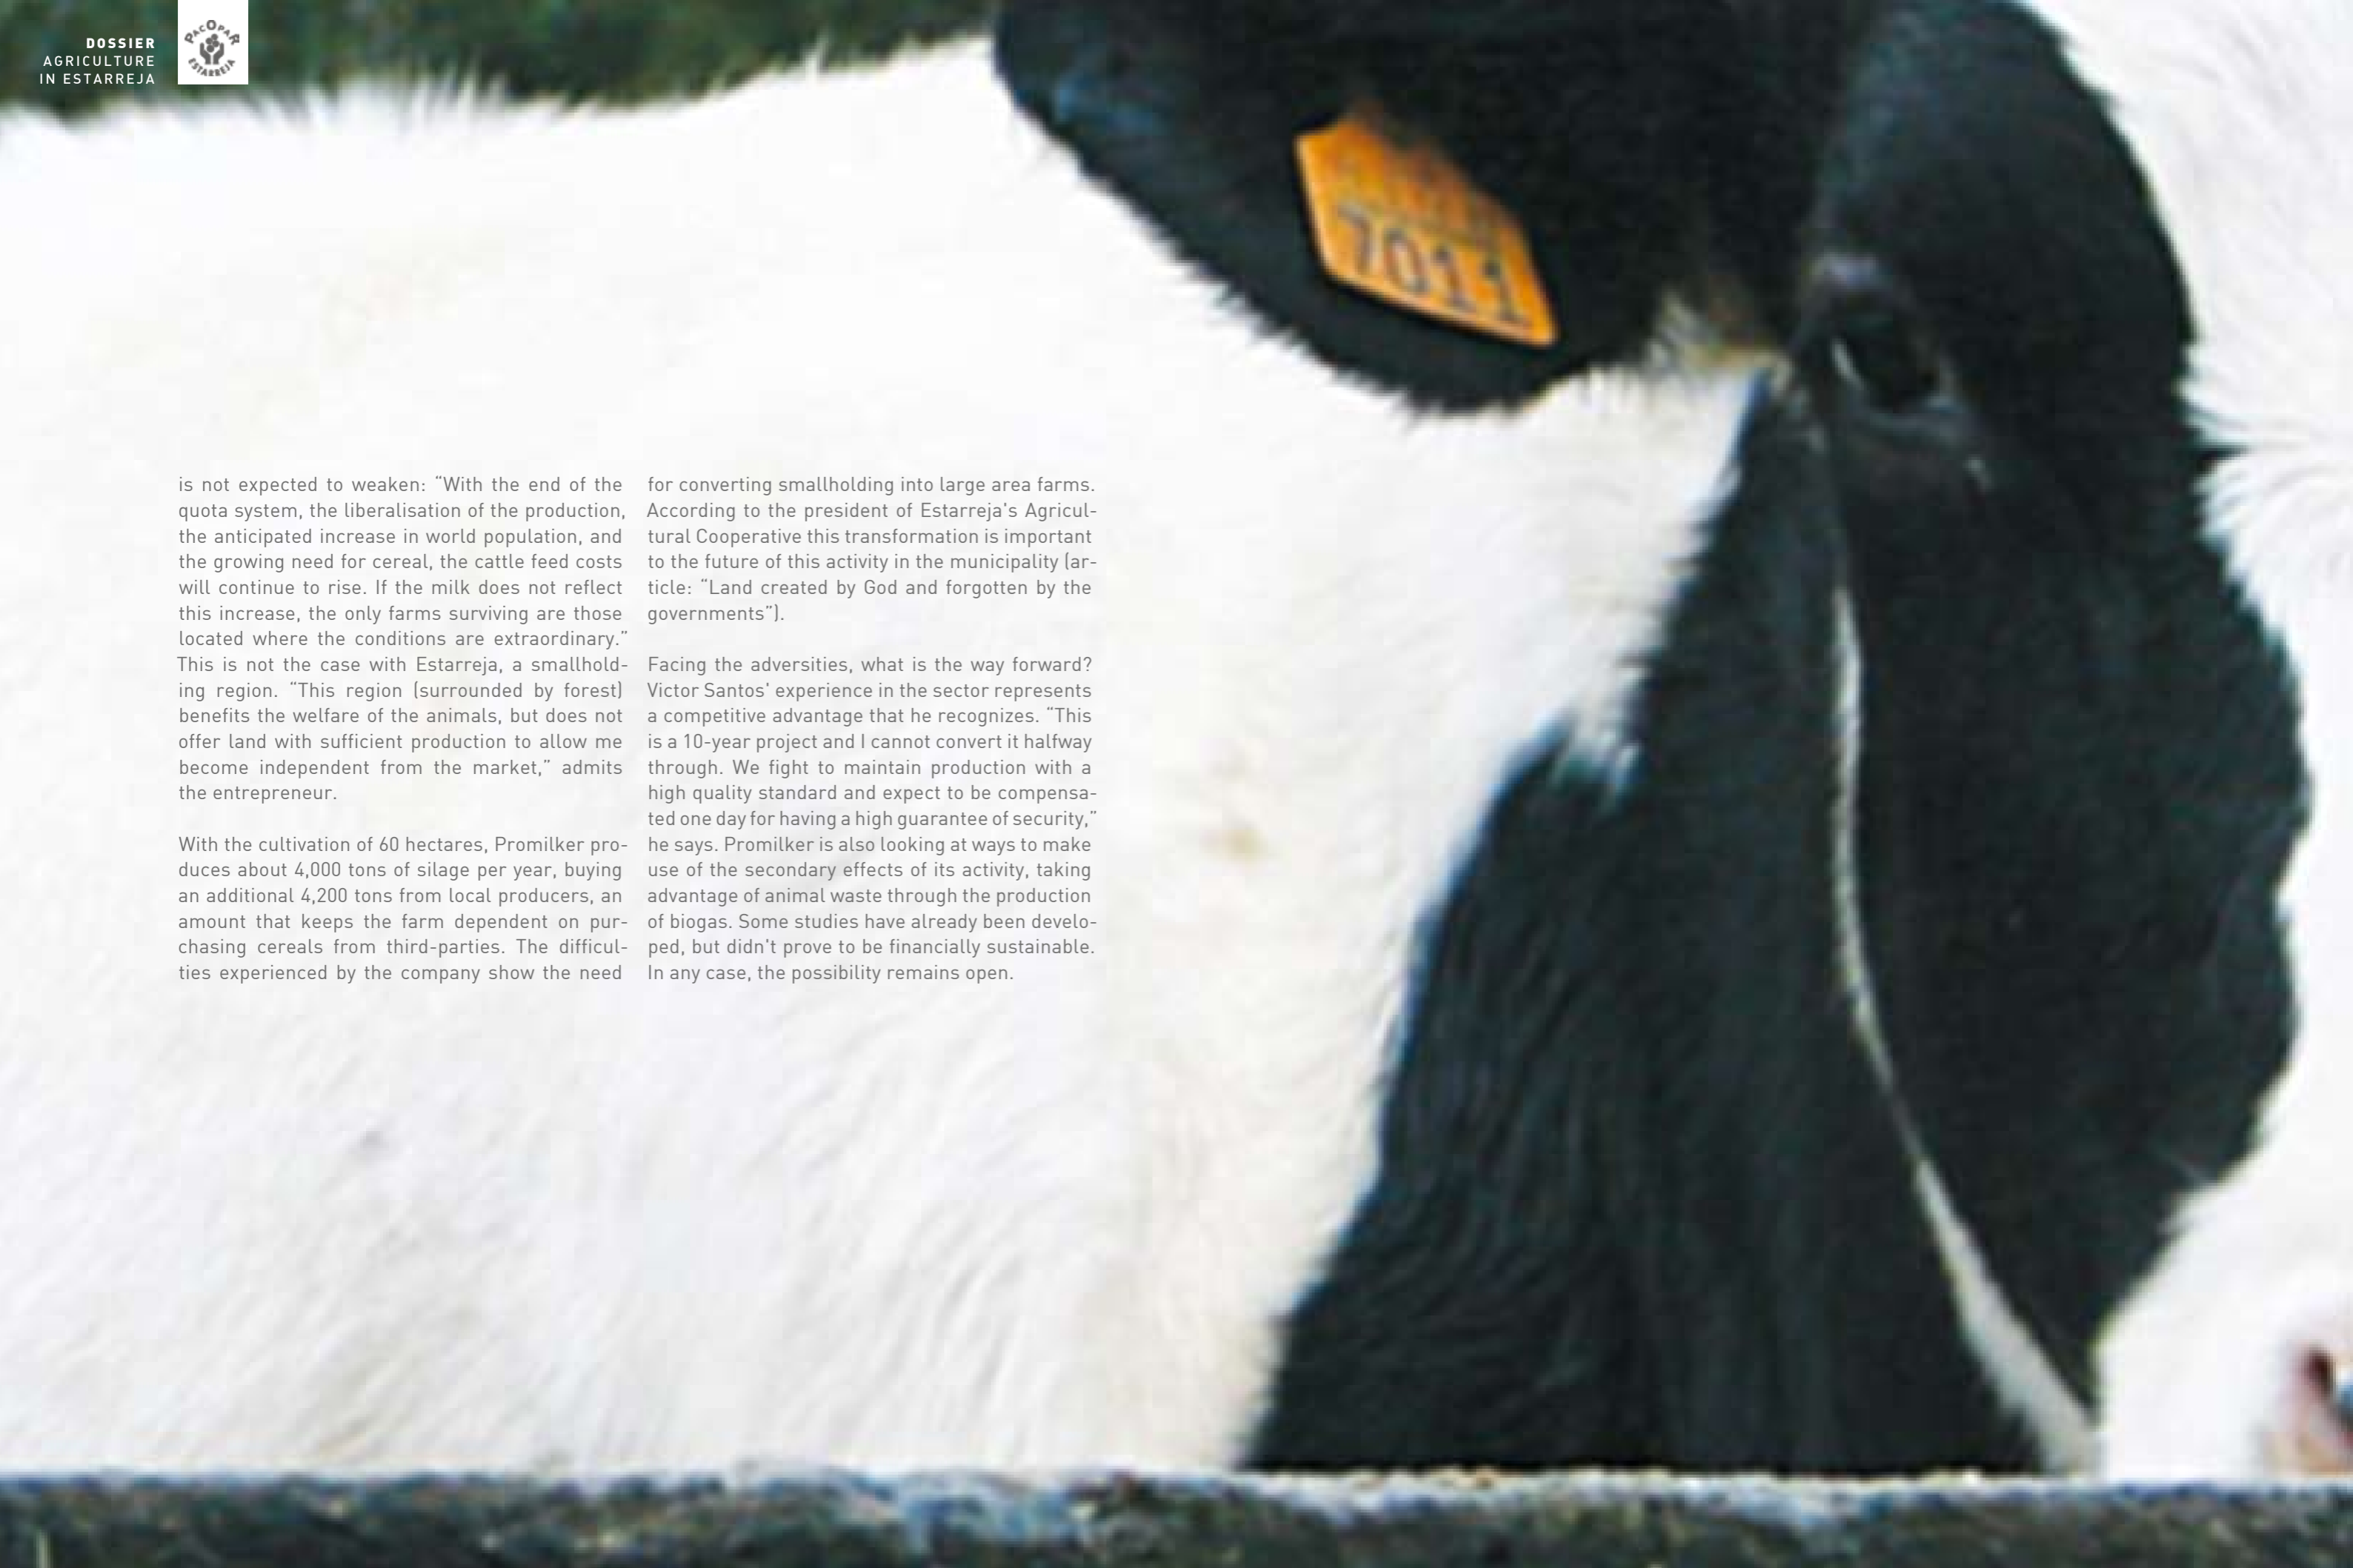 DOSSIER
AGRICULTURE
IN ESTARREJA
PACOPAR
ESTARREJA
7011
is not expected to weaken: “With the end of the
quota system, the liberalisation of the production,
the anticipated increase in world population, and
the growing need for cereal, the cattle feed costs
will continue to rise. If the milk does not reflect
this increase, the only farms surviving are those
located where the conditions are extraordinary.”
This is not the case with Estarreja, a smallhold-
ing region. “This region (surrounded by forest)
benefits the welfare of the animals, but does not
offer land with sufficient production to allow me
become independent from the market,” admits
the entrepreneur.
With the cultivation of 60 hectares, Promilker pro-
duces about 4,000 tons of silage per year, buying
an additional 4,200 tons from local producers, an
amount that keeps the farm dependent on pur-
chasing cereals from third-parties. The difficul-
ties experienced by the company show the need
for converting smallholding into large area farms.
According to the president of Estarreja's Agricul-
tural Cooperative this transformation is important
to the future of this activity in the municipality (ar-
ticle: “Land created by God and forgotten by the
governments”).
Facing the adversities, what is the way forward?
Victor Santos' experience in the sector represents
a competitive advantage that he recognizes. “This
is a 10-year project and I cannot convert it halfway
through. We fight to maintain production with a
high quality standard and expect to be compensa-
ted one day for having a high guarantee of security,”
he says. Promilker is also looking at ways to make
use of the secondary effects of its activity, taking
advantage of animal waste through the production
of biogas. Some studies have already been develo-
ped, but didn't prove to be financially sustainable.
In any case, the possibility remains open.